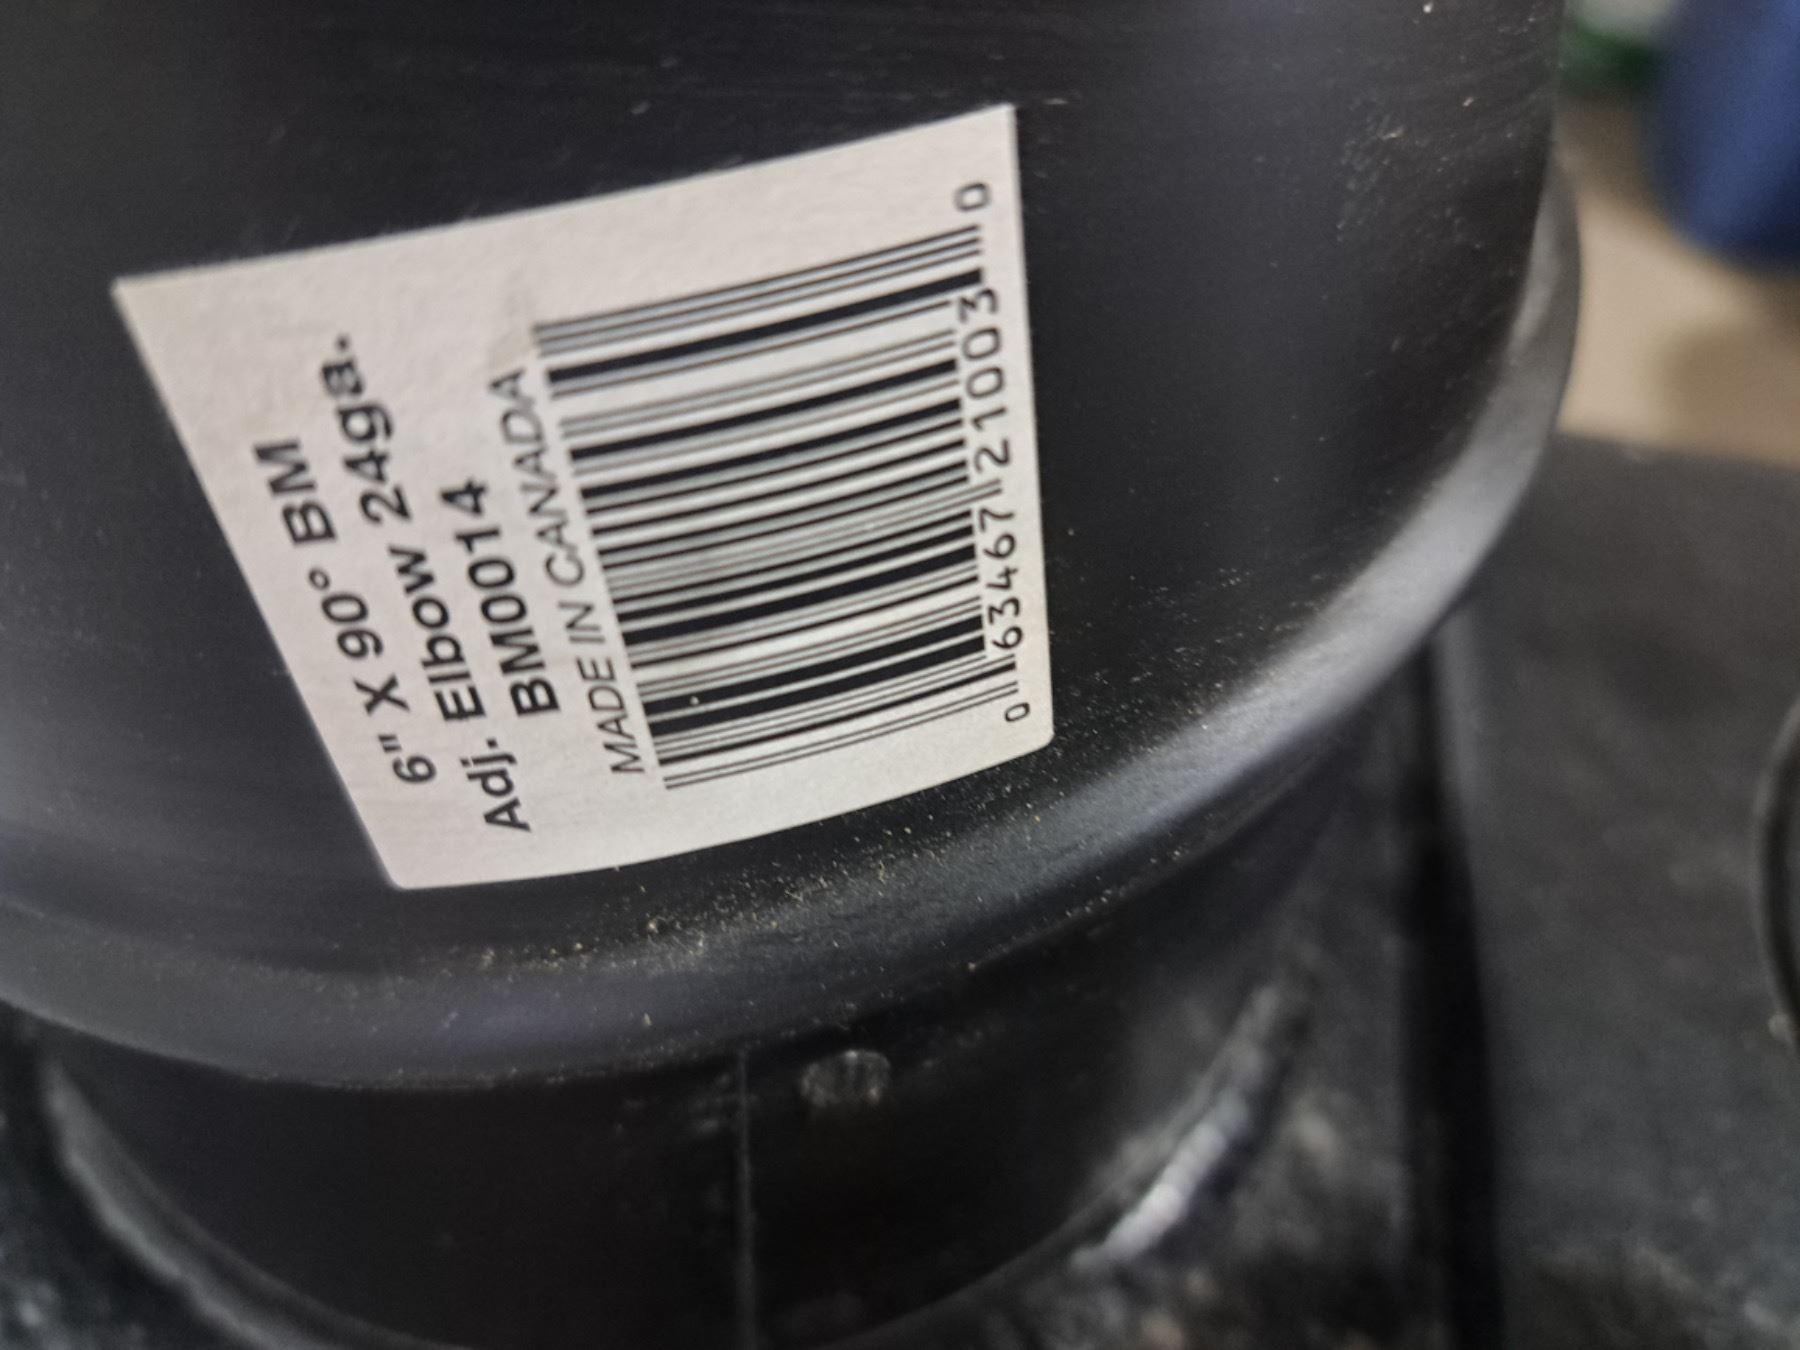 6" X 90° BM
Adj. Elbow 24ga.
BM0014
MADE IN CANADA
0 63467 21003 0